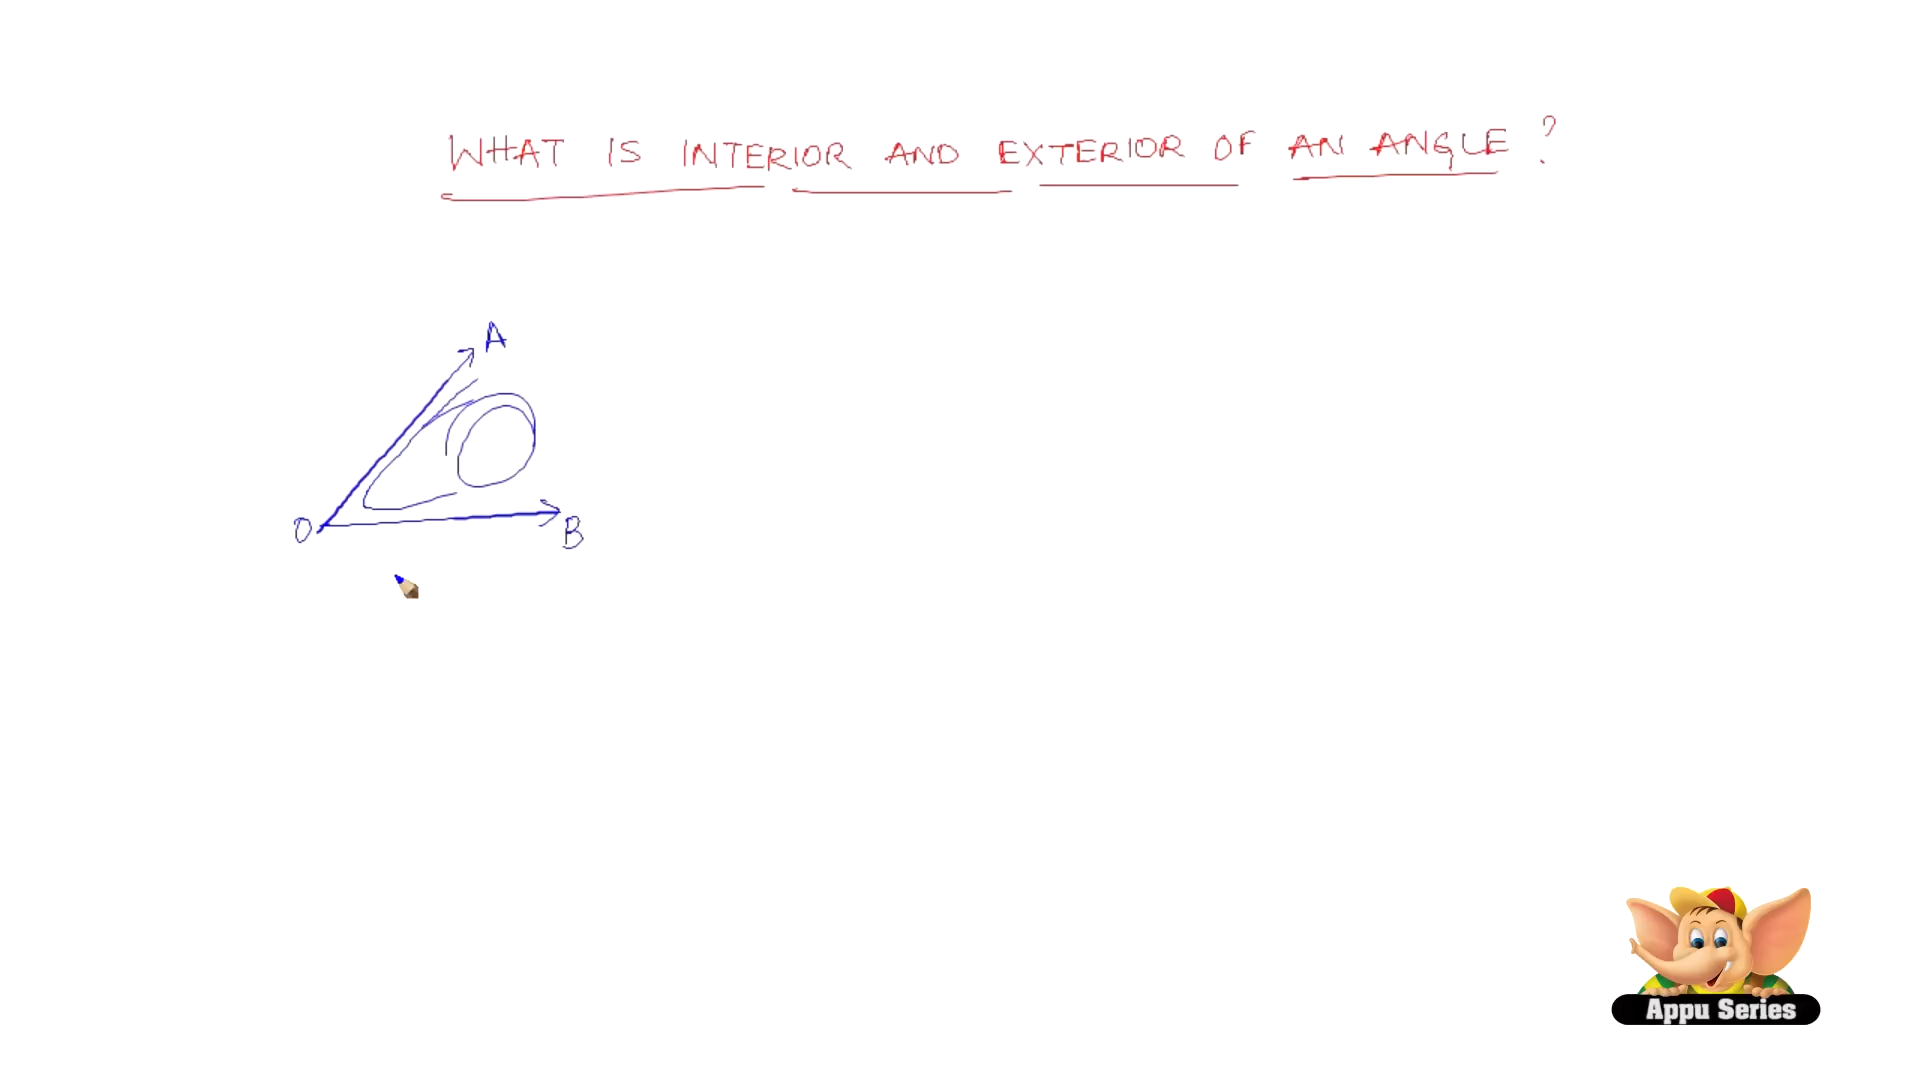 WHAT IS INTERIOR AND EXTERIOR OF AN ANGLE ?
A
O
B
Appu Series